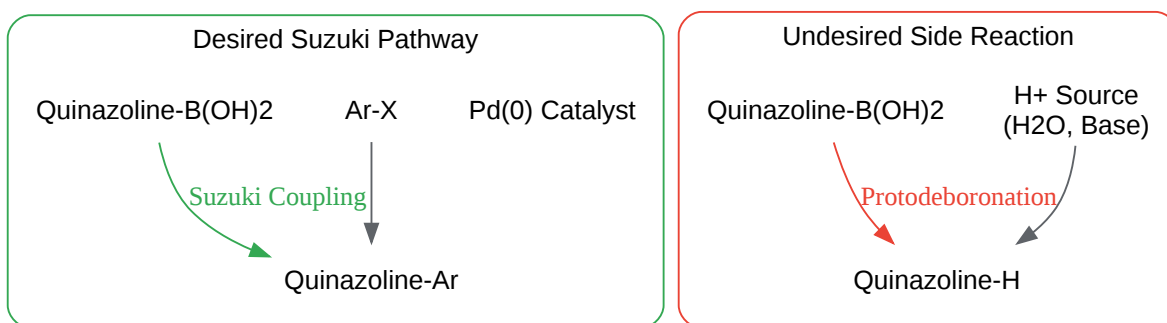 Desired Suzuki Pathway
Quinazoline-B(OH)2
Ar-X
Pd(0) Catalyst
Suzuki Coupling
Quinazoline-Ar
Undesired Side Reaction
Quinazoline-B(OH)2
H+ Source
(H2O, Base)
Protodeboronation
Quinazoline-H